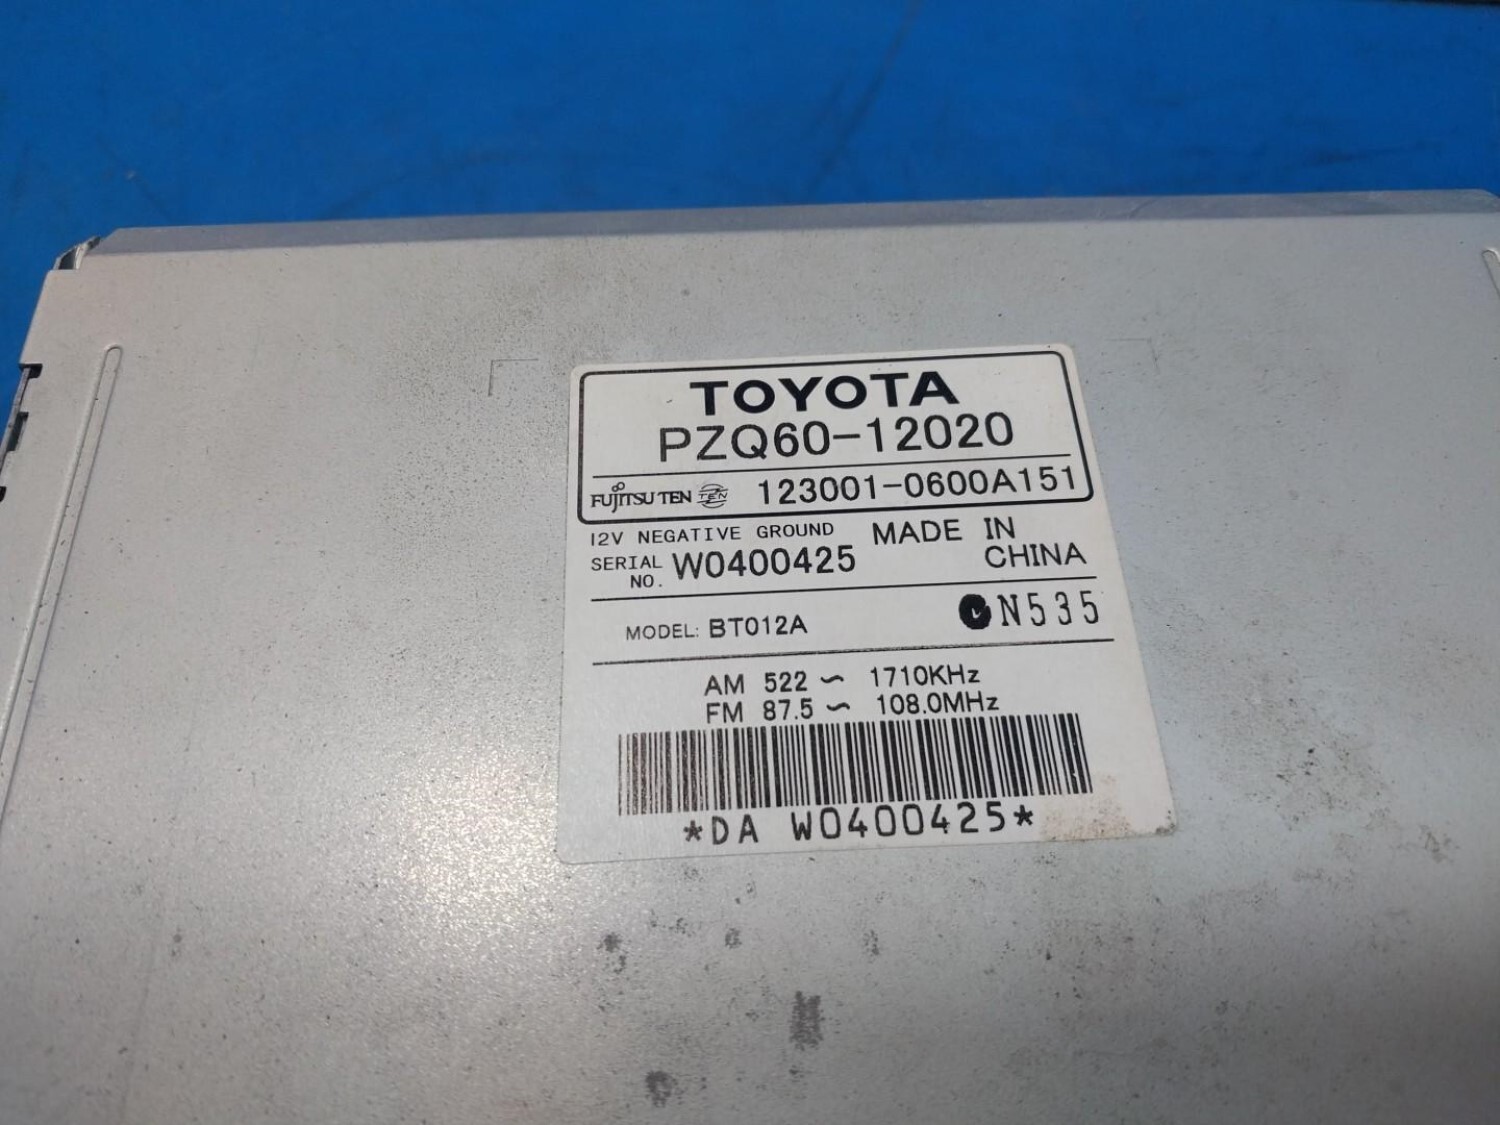 TOYOTA
PZQ60-12020
FUJITSU TEN TEN 123001-0600A151
12V NEGATIVE GROUND MADE IN CHINA
SERIAL NO. W0400425
MODEL: BT012A N535
AM 522 ~ 1710KHz
FM 87.5 ~ 108.0MHz
*DA W0400425*